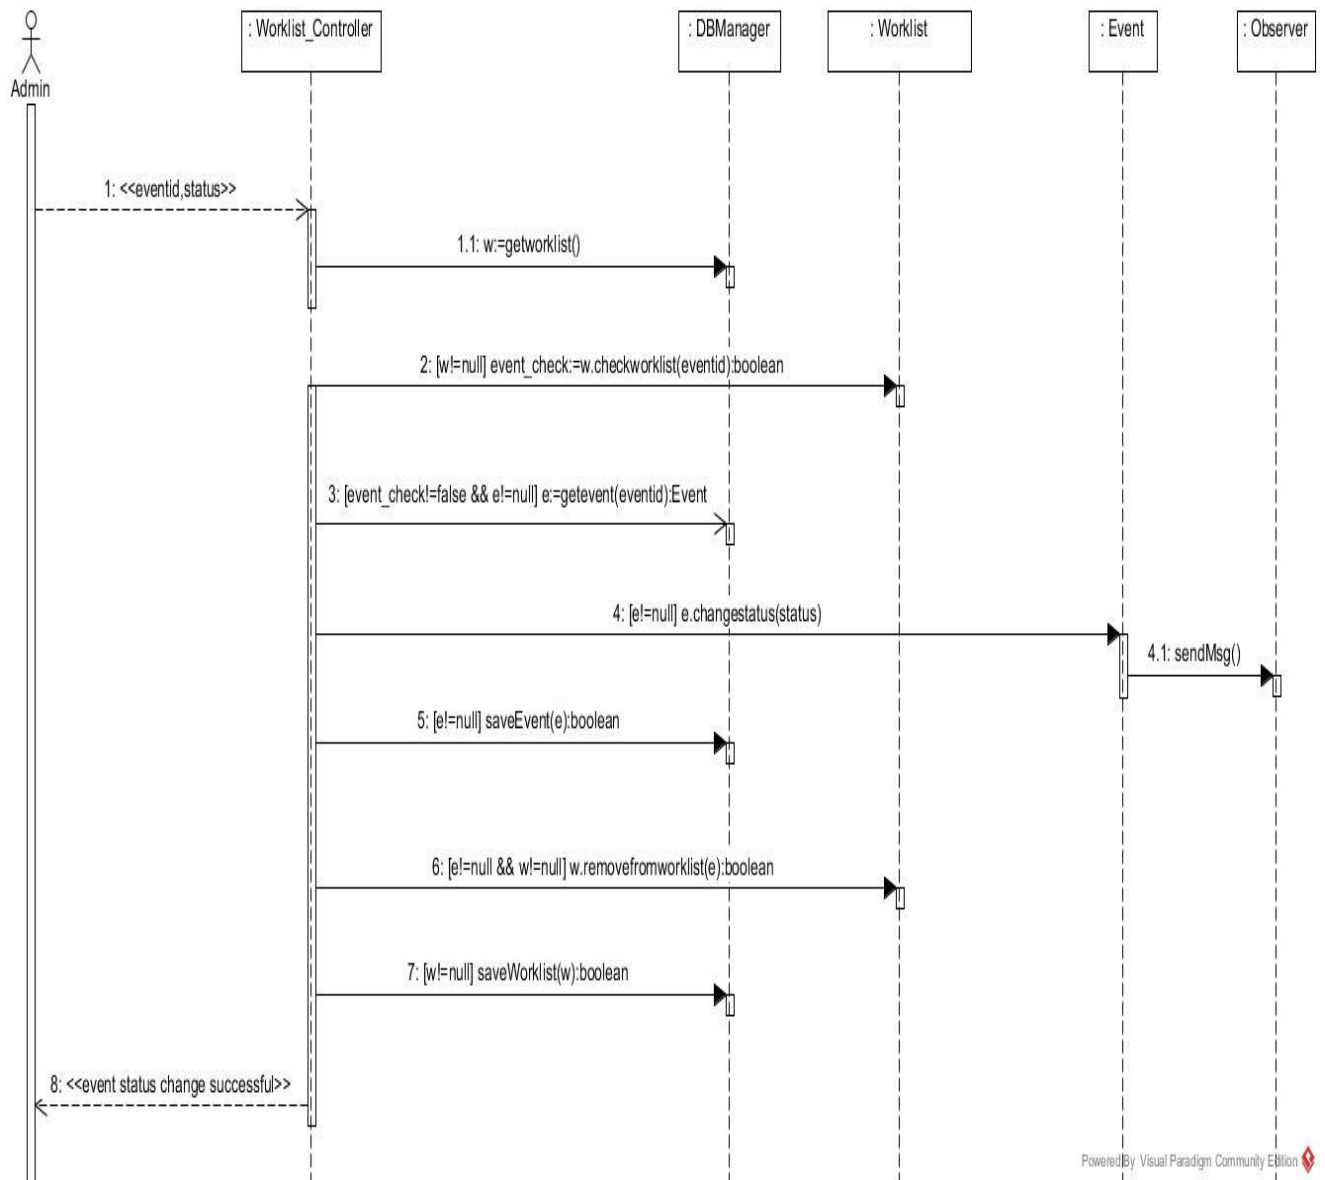 : Worklist_Controller
: DBManager
: Worklist
: Event
: Observer
Admin
1: <<eventid,status>>
1.1: w:=getworklist()
2: [w!=null] event_check:=w.checkworklist(eventid):boolean
3: [event_check!=false && e!=null] e:=getevent(eventid):Event
4: [e!=null] e.changestatus(status)
4.1: sendMsg()
5: [e!=null] saveEvent(e):boolean
6: [e!=null && w!=null] w.removefromworklist(e):boolean
7: [w!=null] saveWorklist(w):boolean
8: <<event status change successful>>
Powered By Visual Paradigm Community Edition